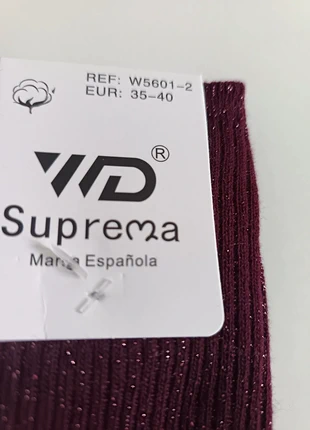 REF: W5601-2
EUR: 35-40
WD®
Suprema
Marca Española